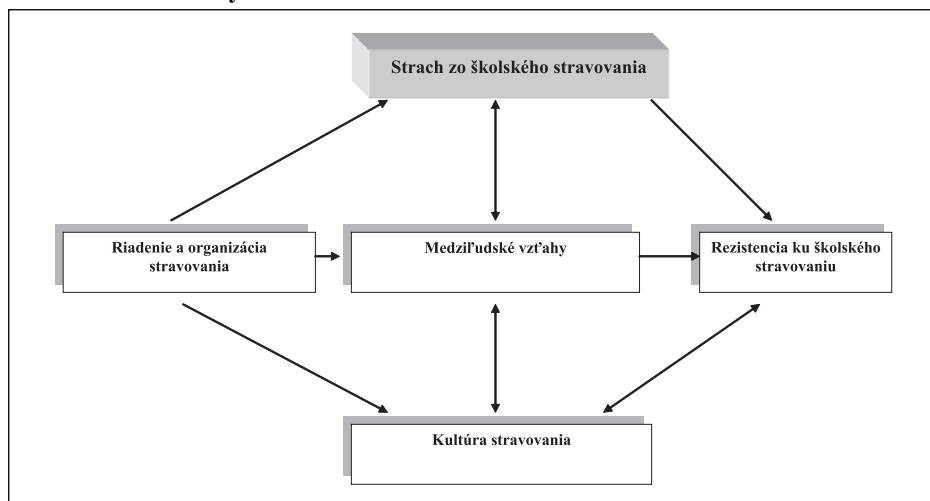 Strach zo školského stravovania
Riadenie a organizácia
stravovania
Medziľudské vzťahy
Rezistencia ku školského
stravovaniu
Kultúra stravovania